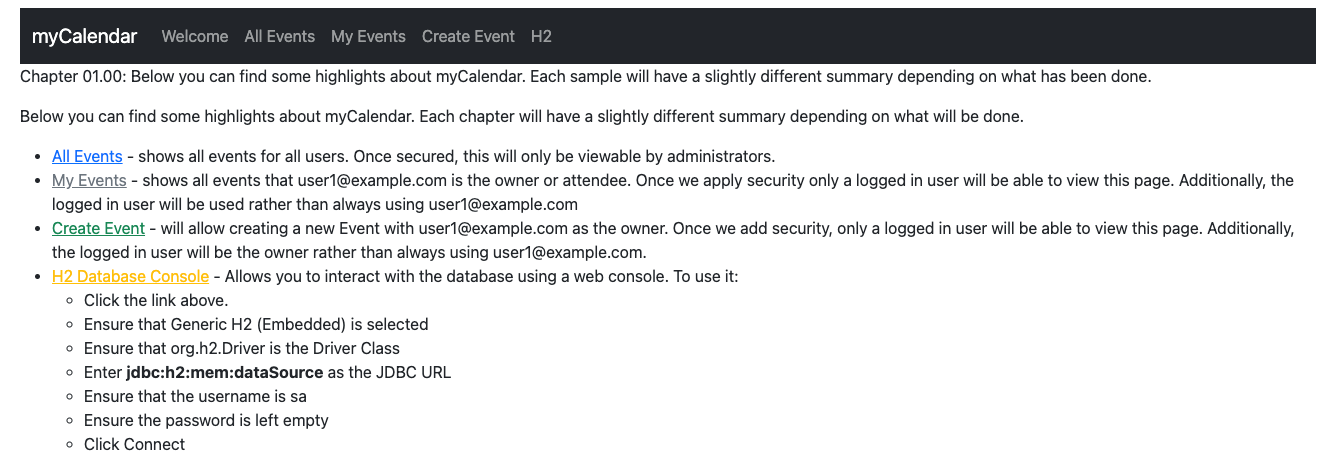 myCalendar Welcome All Events My Events Create Event H2
Chapter 01.00: Below you can find some highlights about myCalendar. Each sample will have a slightly different summary depending on what has been done.
Below you can find some highlights about myCalendar. Each chapter will have a slightly different summary depending on what will be done.
• All Events - shows all events for all users. Once secured, this will only be viewable by administrators.
• My Events - shows all events that user1@example.com is the owner or attendee. Once we apply security only a logged in user will be able to view this page. Additionally, the
logged in user will be used rather than always using user1@example.com
• Create Event - will allow creating a new Event with user1@example.com as the owner. Once we add security, only a logged in user will be able to view this page. Additionally,
the logged in user will be the owner rather than always using user1@example.com.
• H2 Database Console - Allows you to interact with the database using a web console. To use it:
◦ Click the link above.
◦ Ensure that Generic H2 (Embedded) is selected
◦ Ensure that org.h2.Driver is the Driver Class
◦ Enter jdbc:h2:mem:dataSource as the JDBC URL
◦ Ensure that the username is sa
◦ Ensure the password is left empty
◦ Click Connect